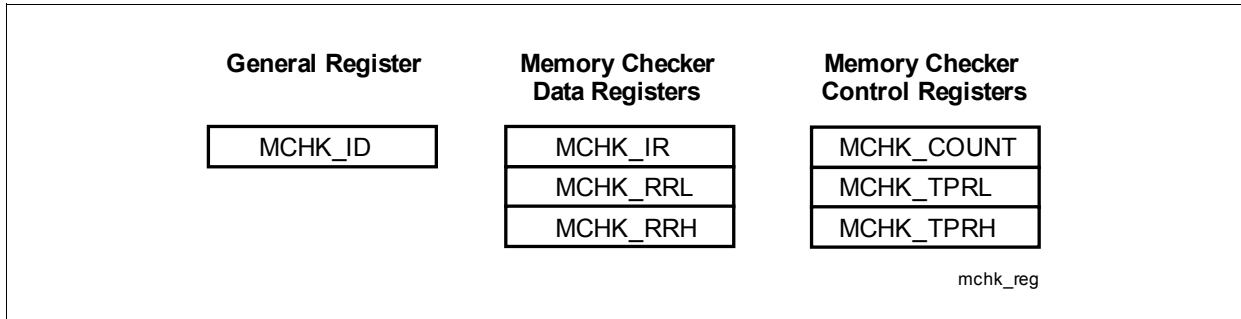 General Register
MCHK_ID
Memory Checker
Data Registers
MCHK_IR
MCHK_RRL
MCHK_RRH
Memory Checker
Control Registers
MCHK_COUNT
MCHK_TPRL
MCHK_TPRH
mchk_reg